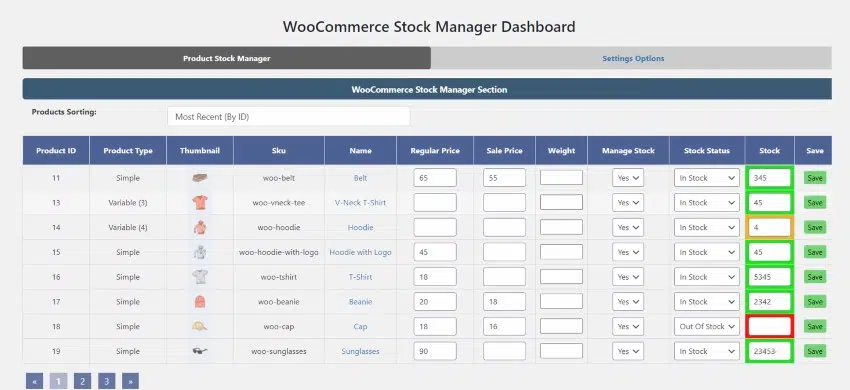 WooCommerce Stock Manager Dashboard
Product Stock Manager Settings Options
WooCommerce Stock Manager Section
Products Sorting: Most Recent (By ID)
Product ID Product Type Thumbnail Sku Name Regular Price Sale Price Weight Manage Stock Stock Status Stock Save
11 Simple woo-belt Belt 65 55 Yes In Stock 345 Save
13 Variable (3) woo-vneck-tee V-Neck T-Shirt Yes In Stock 45 Save
14 Variable (4) woo-hoodie Hoodie Yes In Stock 4 Save
15 Simple woo-hoodie-with-logo Hoodie with Logo 45 Yes In Stock 45 Save
16 Simple woo-tshirt T-Shirt 18 Yes In Stock 5345 Save
17 Simple woo-beanie Beanie 20 18 Yes In Stock 2342 Save
18 Simple woo-cap Cap 18 16 Yes Out Of Stock Save
19 Simple woo-sunglasses Sunglasses 90 Yes In Stock 23453 Save
« 1 2 3 »